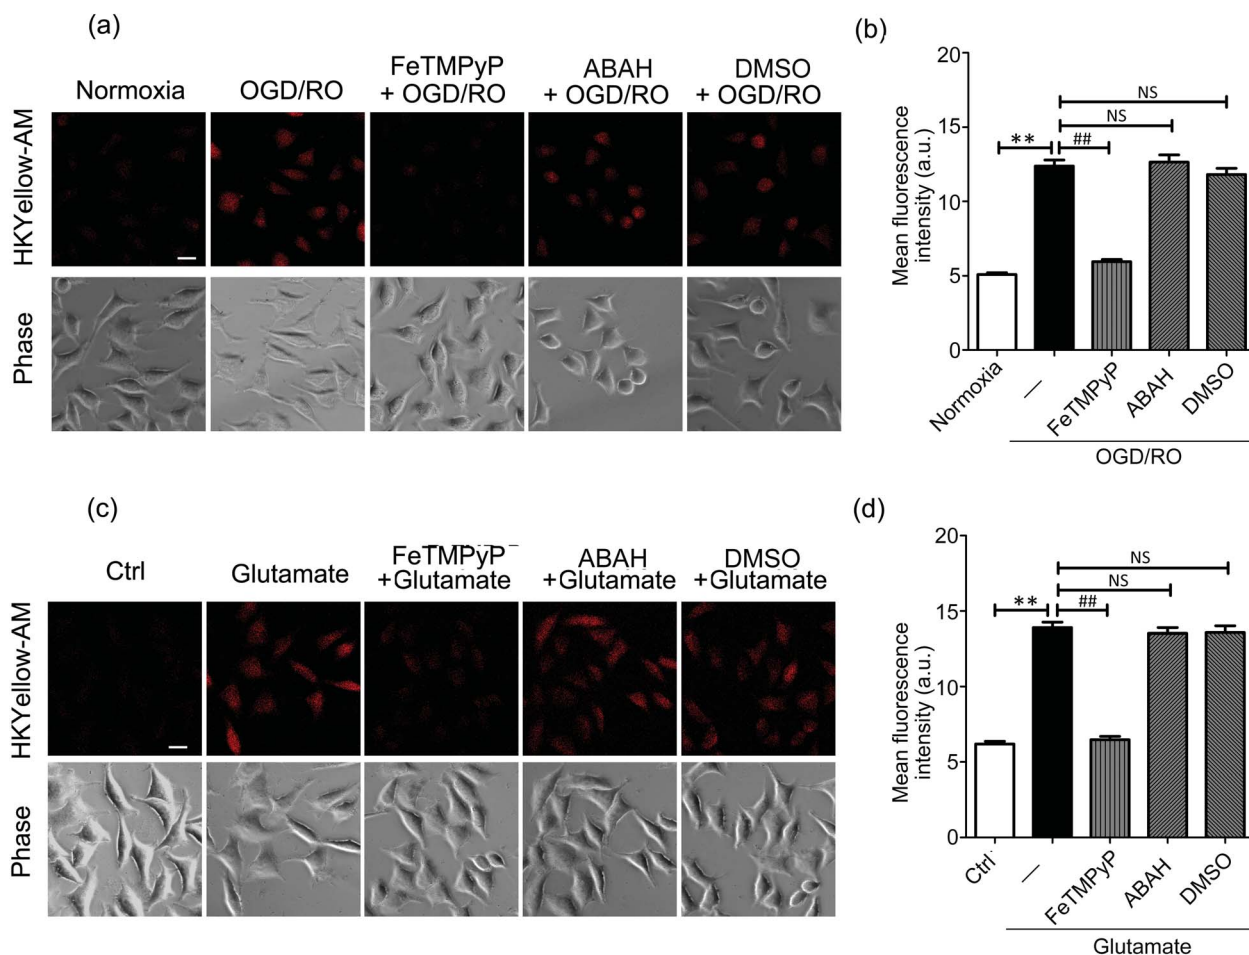 (a)
Normoxia
OGD/RO
FeTMPyP
+ OGD/RO
ABAH
+ OGD/RO
DMSO
+ OGD/RO
HKYellow-AM
Phase
(b)
Mean fluorescence
intensity (a.u.)
20
15
10
5
0
NS
NS
**
##
Normoxia
—
FeTMPyP
ABAH
DMSO
OGD/RO
(c)
Ctrl
Glutamate
FeTMPyP
+Glutamate
ABAH
+Glutamate
DMSO
+Glutamate
HKYellow-AM
Phase
(d)
Mean fluorescence
intensity (a.u.)
20
15
10
5
0
NS
NS
**
##
Ctrl
—
FeTMPyP
ABAH
DMSO
Glutamate